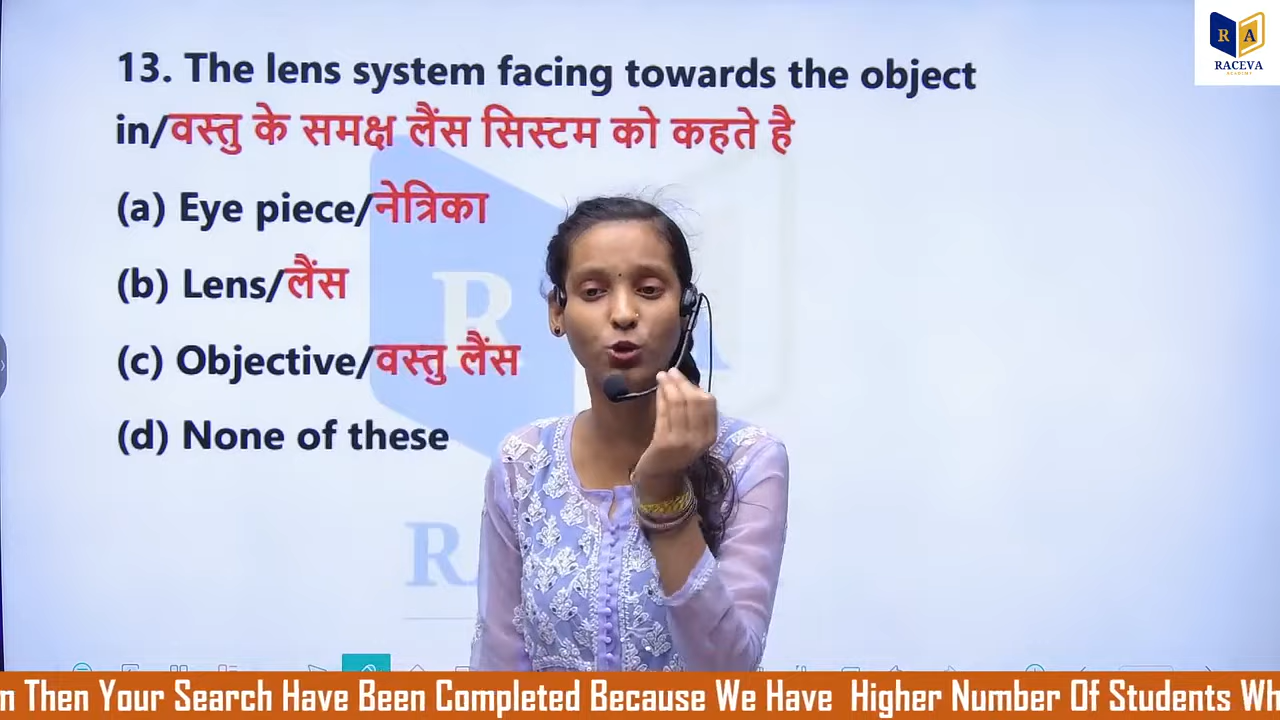 R A
RACEVA
ACADEMY
13. The lens system facing towards the object
in/वस्तु के समक्ष लैंस सिस्टम को कहते है
(a) Eye piece/नेत्रिका
(b) Lens/लैंस
(c) Objective/वस्तु लैंस
(d) None of these
R A
R
Then Your Search Have Been Completed Because We Have Higher Number Of Students